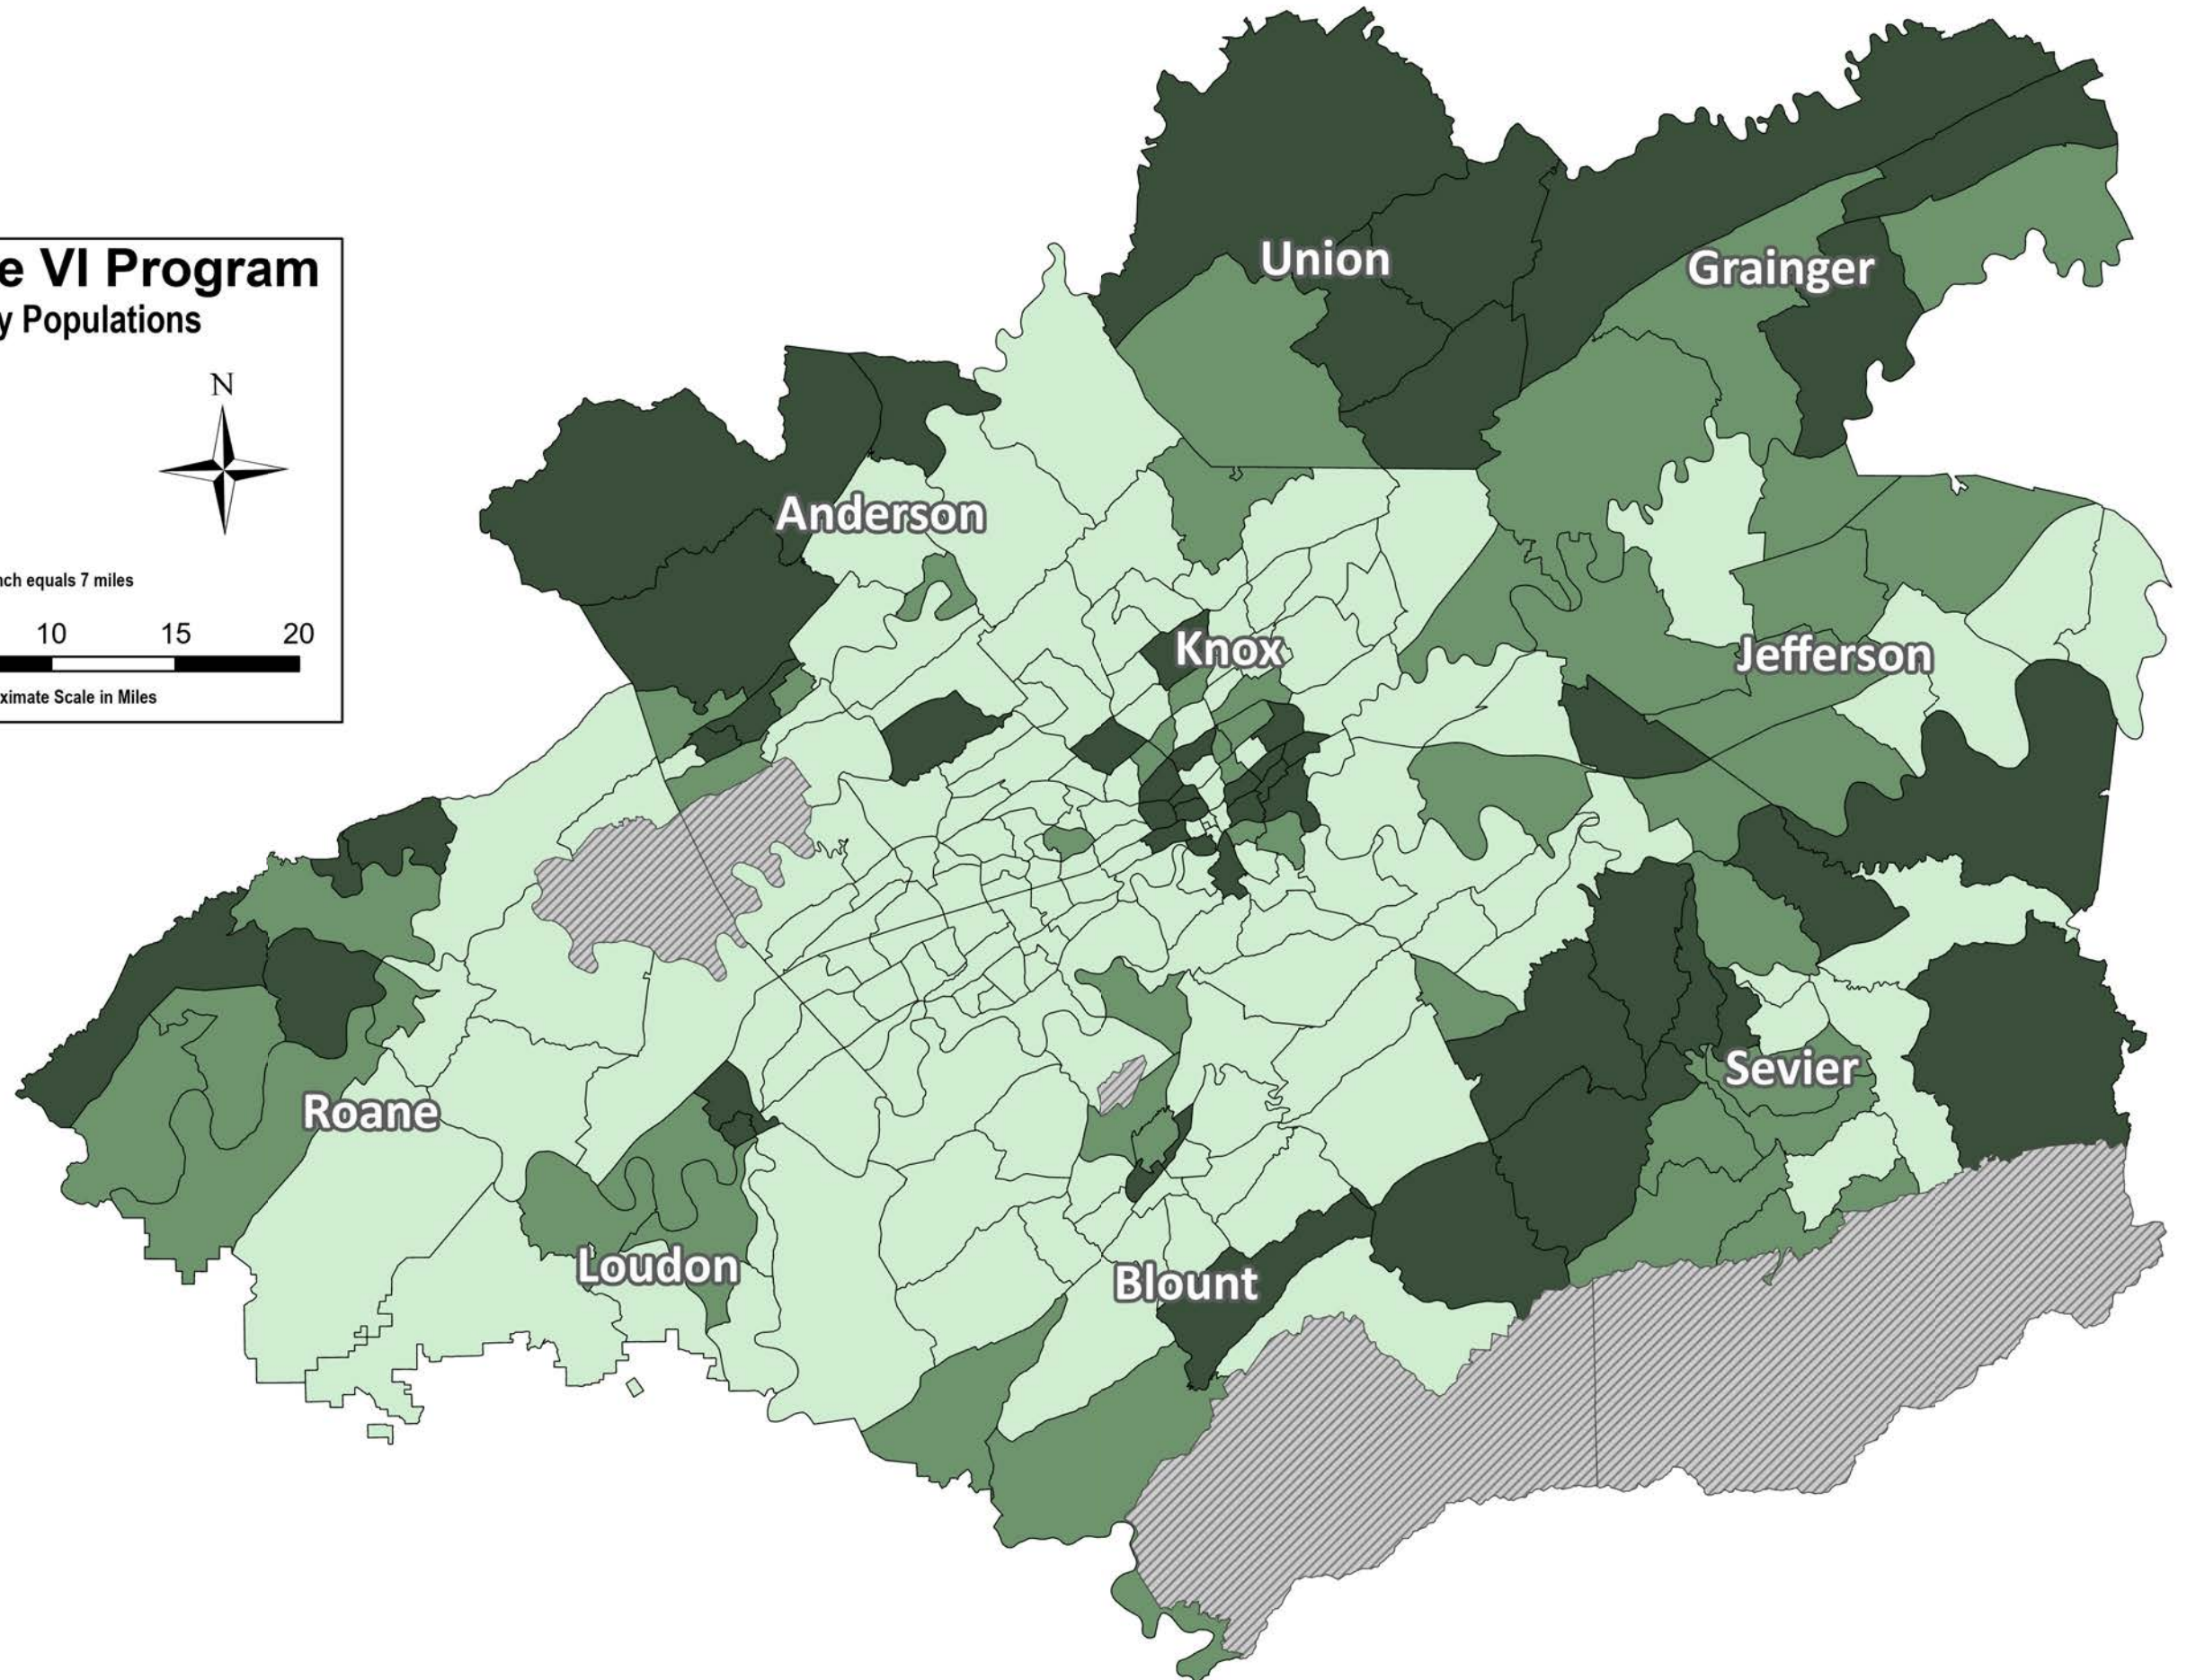 e VI Program
y Populations
N
nch equals 7 miles
10 15 20
ximate Scale in Miles
Union
Grainger
Anderson
Knox
Jefferson
Sevier
Roane
Loudon
Blount